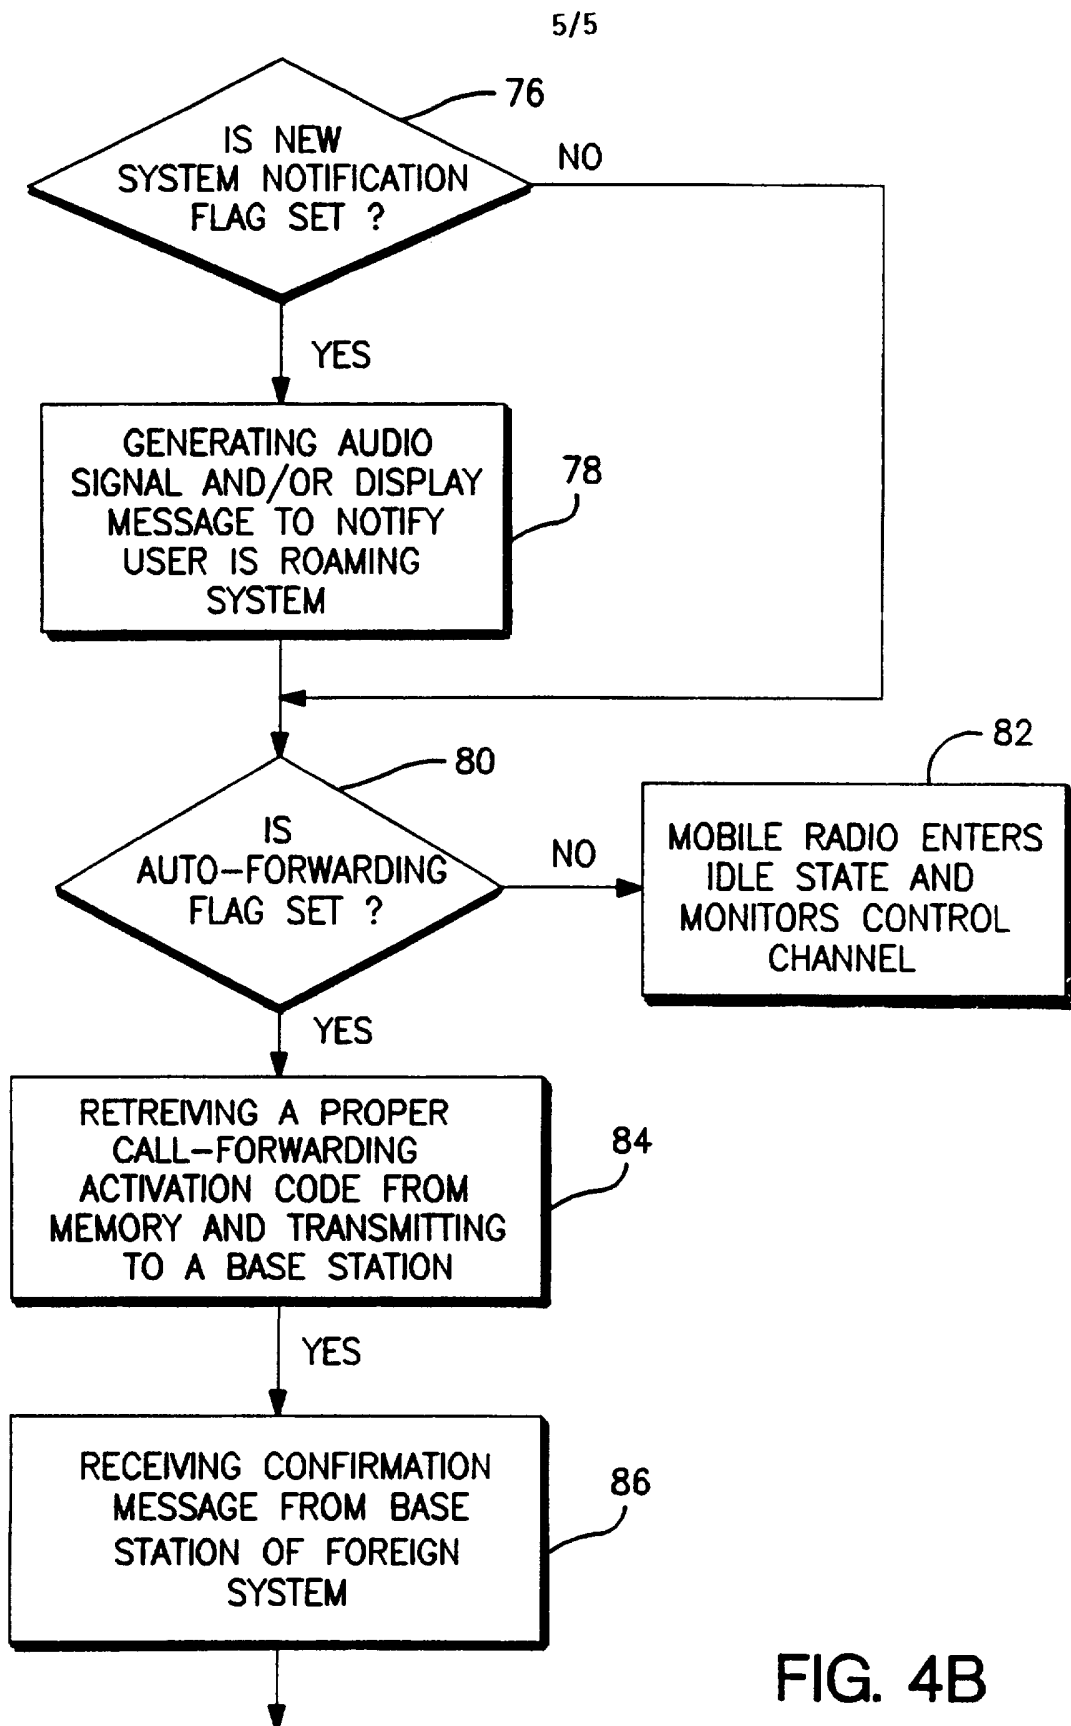 5/5
76
IS NEW
SYSTEM NOTIFICATION
FLAG SET ?
NO
YES
GENERATING AUDIO
SIGNAL AND/OR DISPLAY
MESSAGE TO NOTIFY
USER IS ROAMING
SYSTEM
78
80
IS
AUTO-FORWARDING
FLAG SET ?
NO
82
MOBILE RADIO ENTERS
IDLE STATE AND
MONITORS CONTROL
CHANNEL
YES
RETREIVING A PROPER
CALL-FORWARDING
ACTIVATION CODE FROM
MEMORY AND TRANSMITTING
TO A BASE STATION
84
YES
RECEIVING CONFIRMATION
MESSAGE FROM BASE
STATION OF FOREIGN
SYSTEM
86
FIG. 4B